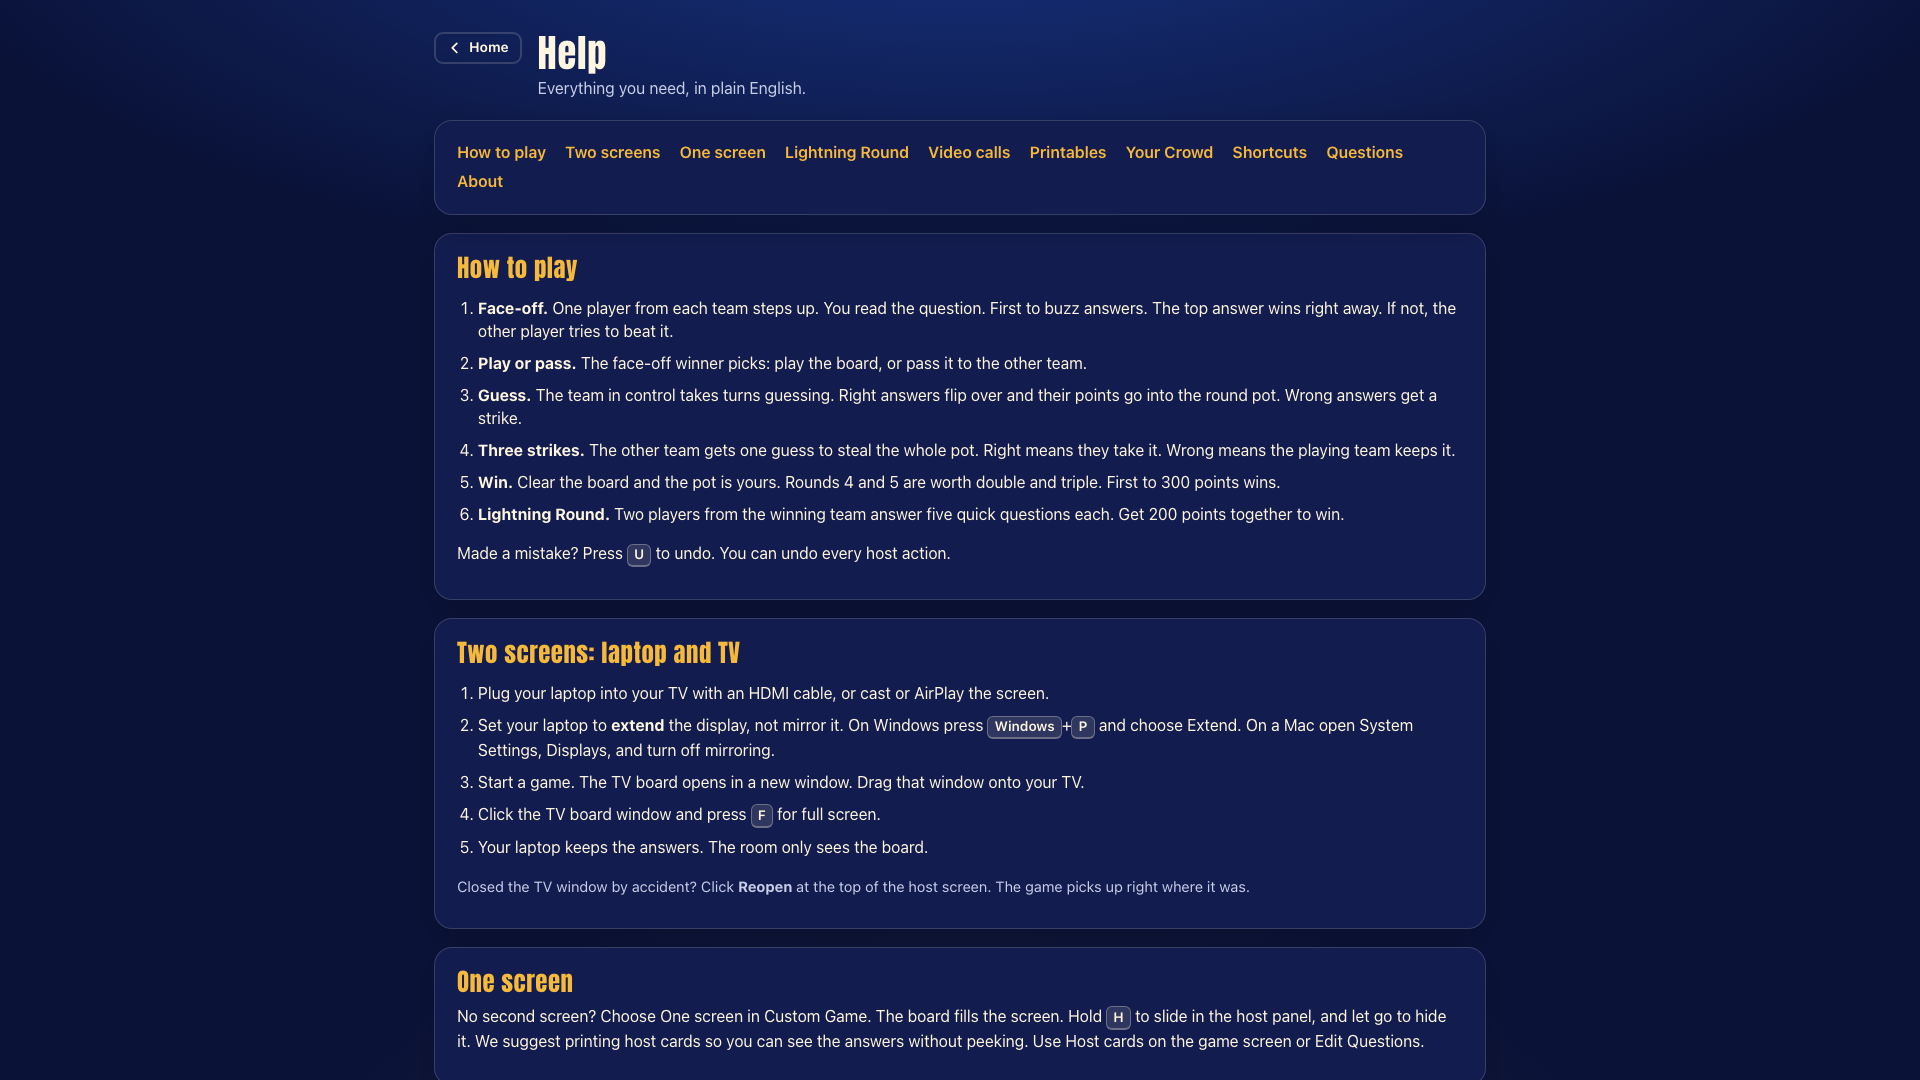 Home
Help
Everything you need, in plain English.
How to play Two screens One screen Lightning Round Video calls Printables Your Crowd Shortcuts Questions
About
How to play
1. Face-off. One player from each team steps up. You read the question. First to buzz answers. The top answer wins right away. If not, the
other player tries to beat it.
2. Play or pass. The face-off winner picks: play the board, or pass it to the other team.
3. Guess. The team in control takes turns guessing. Right answers flip over and their points go into the round pot. Wrong answers get a
strike.
4. Three strikes. The other team gets one guess to steal the whole pot. Right means they take it. Wrong means the playing team keeps it.
5. Win. Clear the board and the pot is yours. Rounds 4 and 5 are worth double and triple. First to 300 points wins.
6. Lightning Round. Two players from the winning team answer five quick questions each. Get 200 points together to win.
Made a mistake? Press U to undo. You can undo every host action.
Two screens: laptop and TV
1. Plug your laptop into your TV with an HDMI cable, or cast or AirPlay the screen.
2. Set your laptop to extend the display, not mirror it. On Windows press Windows+P and choose Extend. On a Mac open System
Settings, Displays, and turn off mirroring.
3. Start a game. The TV board opens in a new window. Drag that window onto your TV.
4. Click the TV board window and press F for full screen.
5. Your laptop keeps the answers. The room only sees the board.
Closed the TV window by accident? Click Reopen at the top of the host screen. The game picks up right where it was.
One screen
No second screen? Choose One screen in Custom Game. The board fills the screen. Hold H to slide in the host panel, and let go to hide
it. We suggest printing host cards so you can see the answers without peeking. Use Host cards on the game screen or Edit Questions.